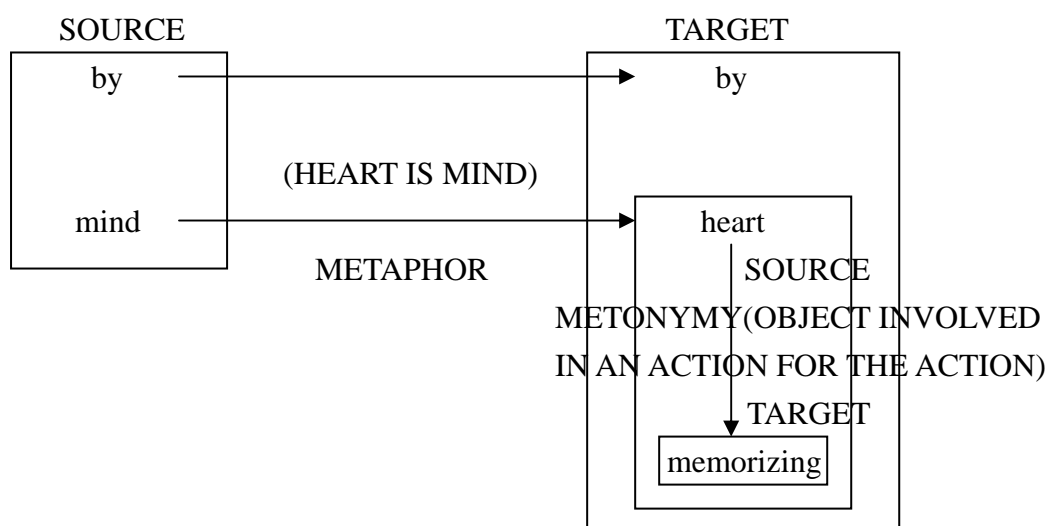 SOURCE TARGET
by by
(HEART IS MIND)
mind heart
METAPHOR SOURCE
METONYMY(OBJECT INVOLVED
IN AN ACTION FOR THE ACTION)
TARGET
memorizing